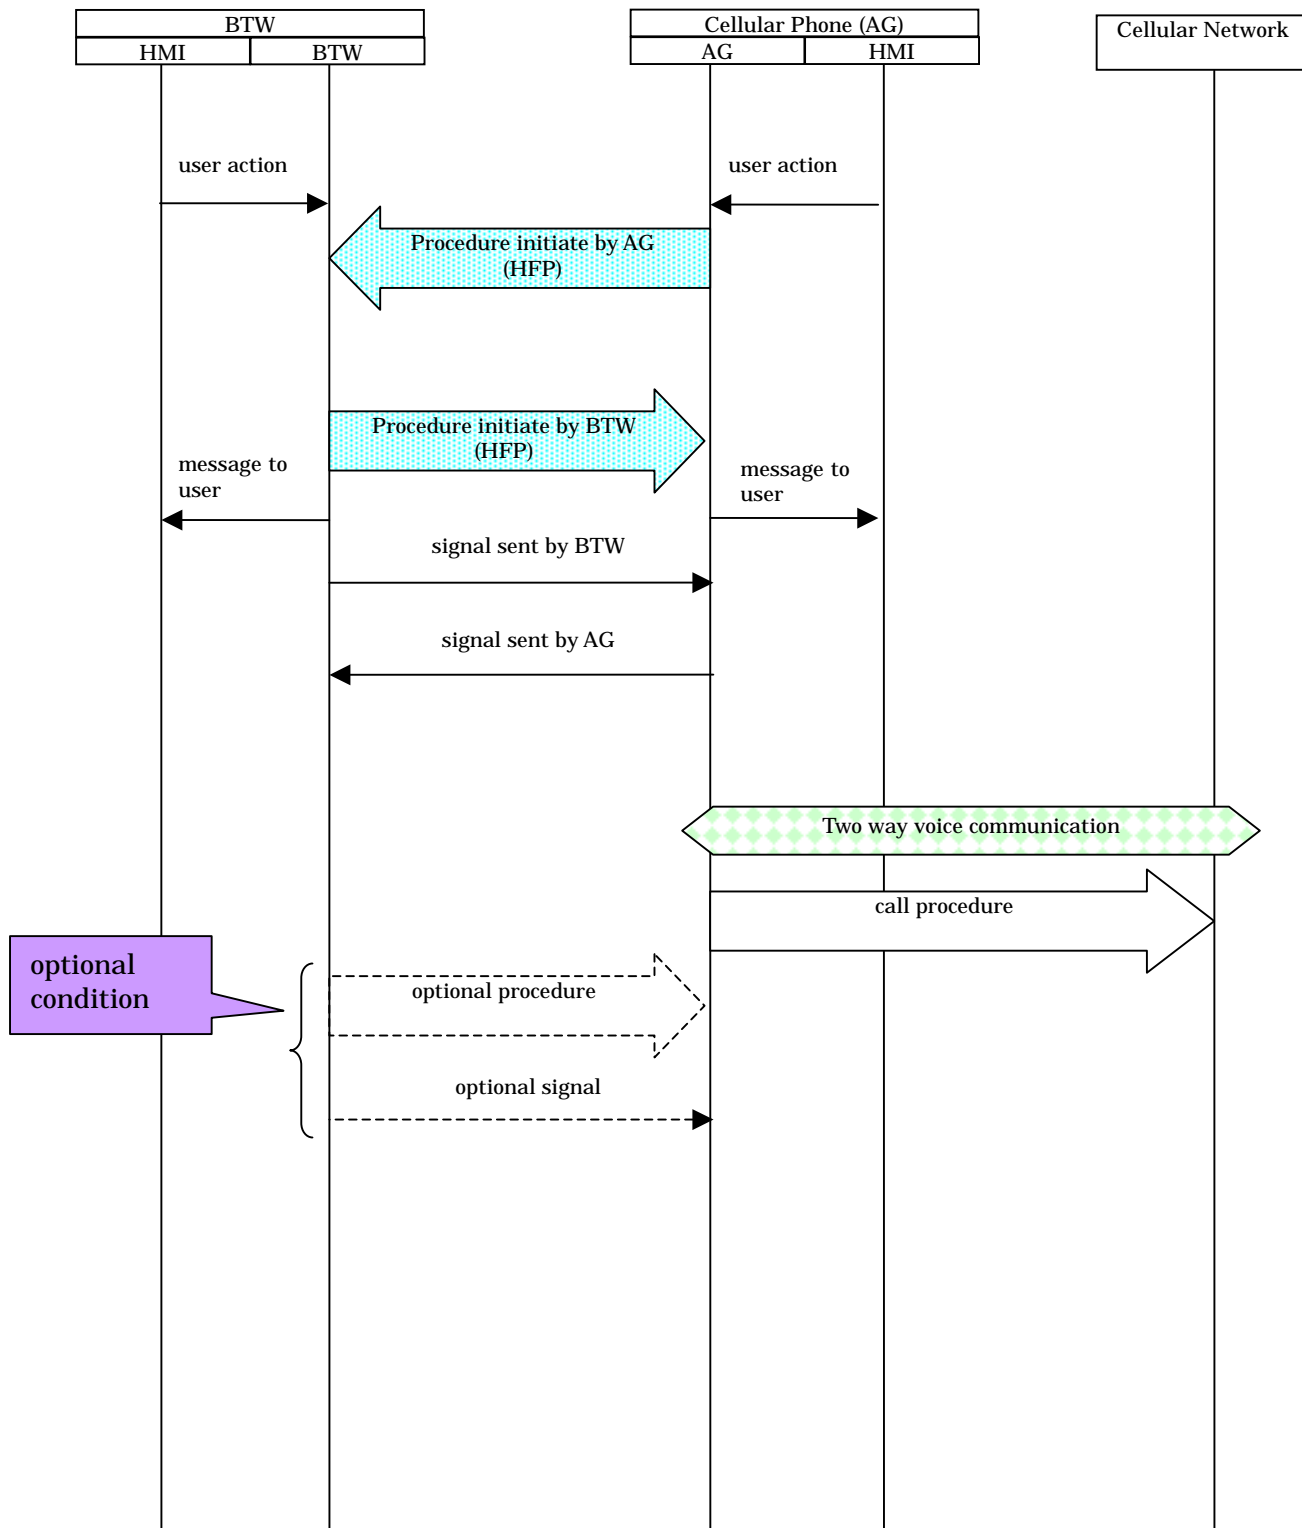 BTW
Cellular Phone (AG)
Cellular Network
HMI
BTW
AG
HMI
user action
user action
Procedure initiate by AG
(HFP)
Procedure initiate by BTW
(HFP)
message to
user
message to
user
signal sent by BTW
signal sent by AG
Two way voice communication
call procedure
optional
condition
optional procedure
optional signal